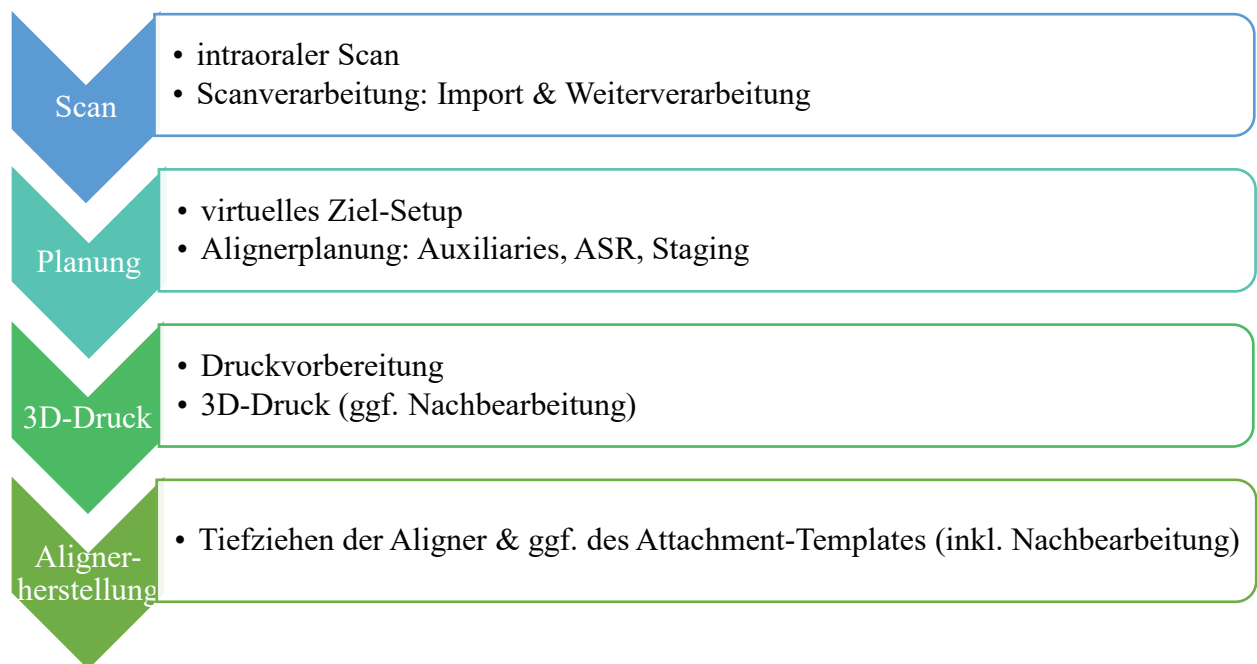 Scan
• intraoraler Scan
• Scanverarbeitung: Import & Weiterverarbeitung
Planung
• virtuelles Ziel-Setup
• Alignerplanung: Auxiliaries, ASR, Staging
3D-Druck
• Druckvorbereitung
• 3D-Druck (ggf. Nachbearbeitung)
Aligner-
herstellung
• Tiefziehen der Aligner & ggf. des Attachment-Templates (inkl. Nachbearbeitung)